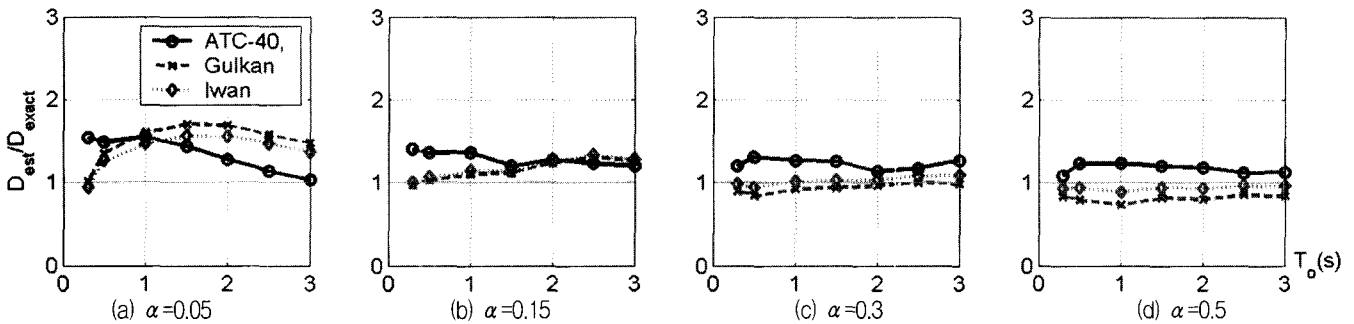 3
ATC-40,
Gulkan
Iwan
2
1
0
0 1 2 3
D_est/D_exact
(a) α=0.05
3
2
1
0
1 2 3
(b) α=0.15
3
2
1
0
0 1 2 3
(c) α=0.3
3
2
1
0
0 1 2 3
T_o(s)
(d) α=0.5